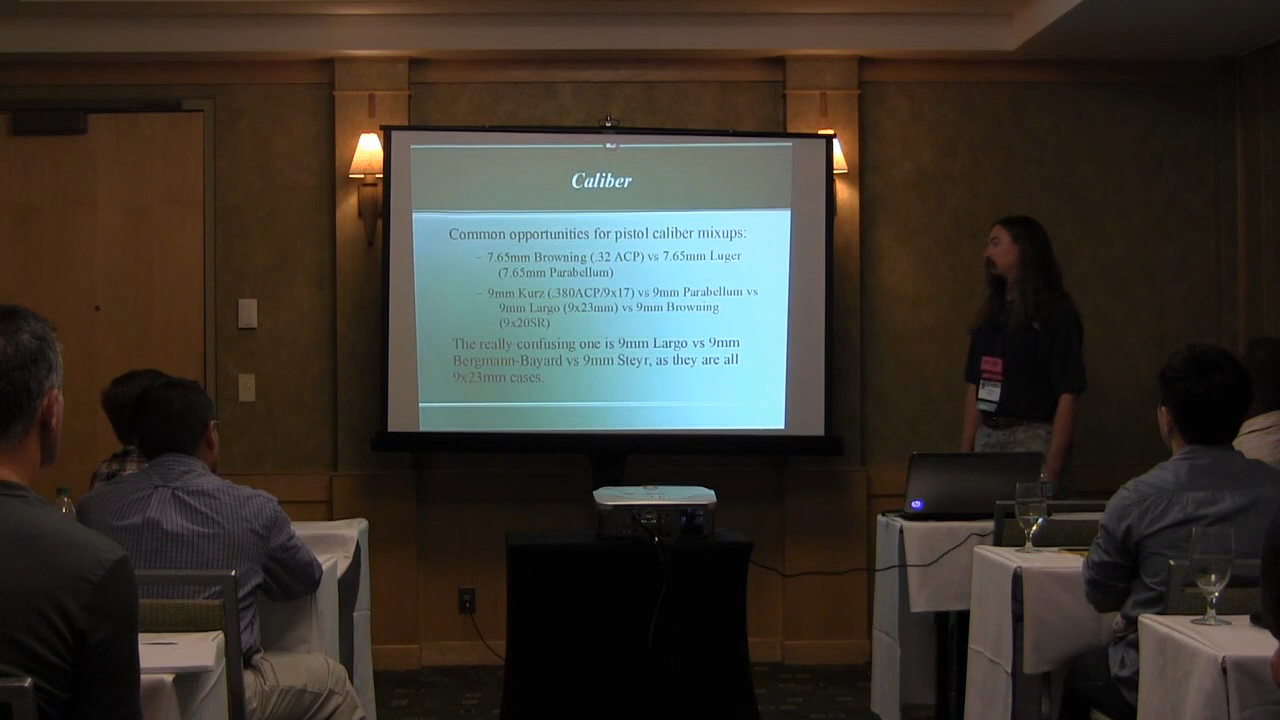 Caliber
Common opportunities for pistol caliber mixups:
- 7.65mm Browning (.32 ACP) vs 7.65mm Luger
(7.65mm Parabellum)
- 9mm Kurz (.380ACP/9x17) vs 9mm Parabellum vs
9mm Largo (9x23mm) vs 9mm Browning
(9x20SR)
The really confusing one is 9mm Largo vs 9mm
Bergmann-Bayard vs 9mm Steyr, as they are all
9x23mm cases.